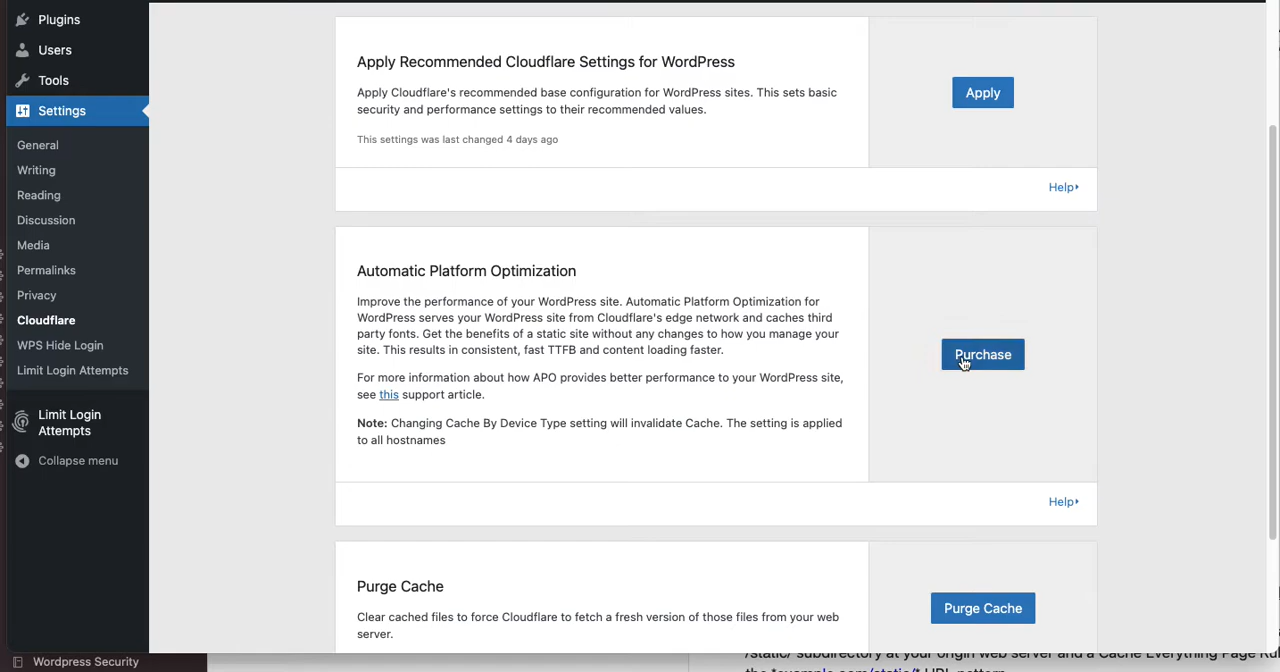 Plugins
Users
Tools
Settings
General
Writing
Reading
Discussion
Media
Permalinks
Privacy
Cloudflare
WPS Hide Login
Limit Login Attempts
Limit Login
Attempts
Collapse menu
Wordpress Security
Apply Recommended Cloudflare Settings for WordPress
Apply Cloudflare's recommended base configuration for WordPress sites. This sets basic
security and performance settings to their recommended values.
This settings was last changed 4 days ago
Apply
Help
Automatic Platform Optimization
Improve the performance of your WordPress site. Automatic Platform Optimization for
WordPress serves your WordPress site from Cloudflare's edge network and caches third
party fonts. Get the benefits of a static site without any changes to how you manage your
site. This results in consistent, fast TTFB and content loading faster.
For more information about how APO provides better performance to your WordPress site,
see this support article.
Note: Changing Cache By Device Type setting will invalidate Cache. The setting is applied
to all hostnames
Purchase
Help
Purge Cache
Clear cached files to force Cloudflare to fetch a fresh version of those files from your web
server.
Purge Cache
/static/ subdirectory at your origin web server and a Cache Everything Page